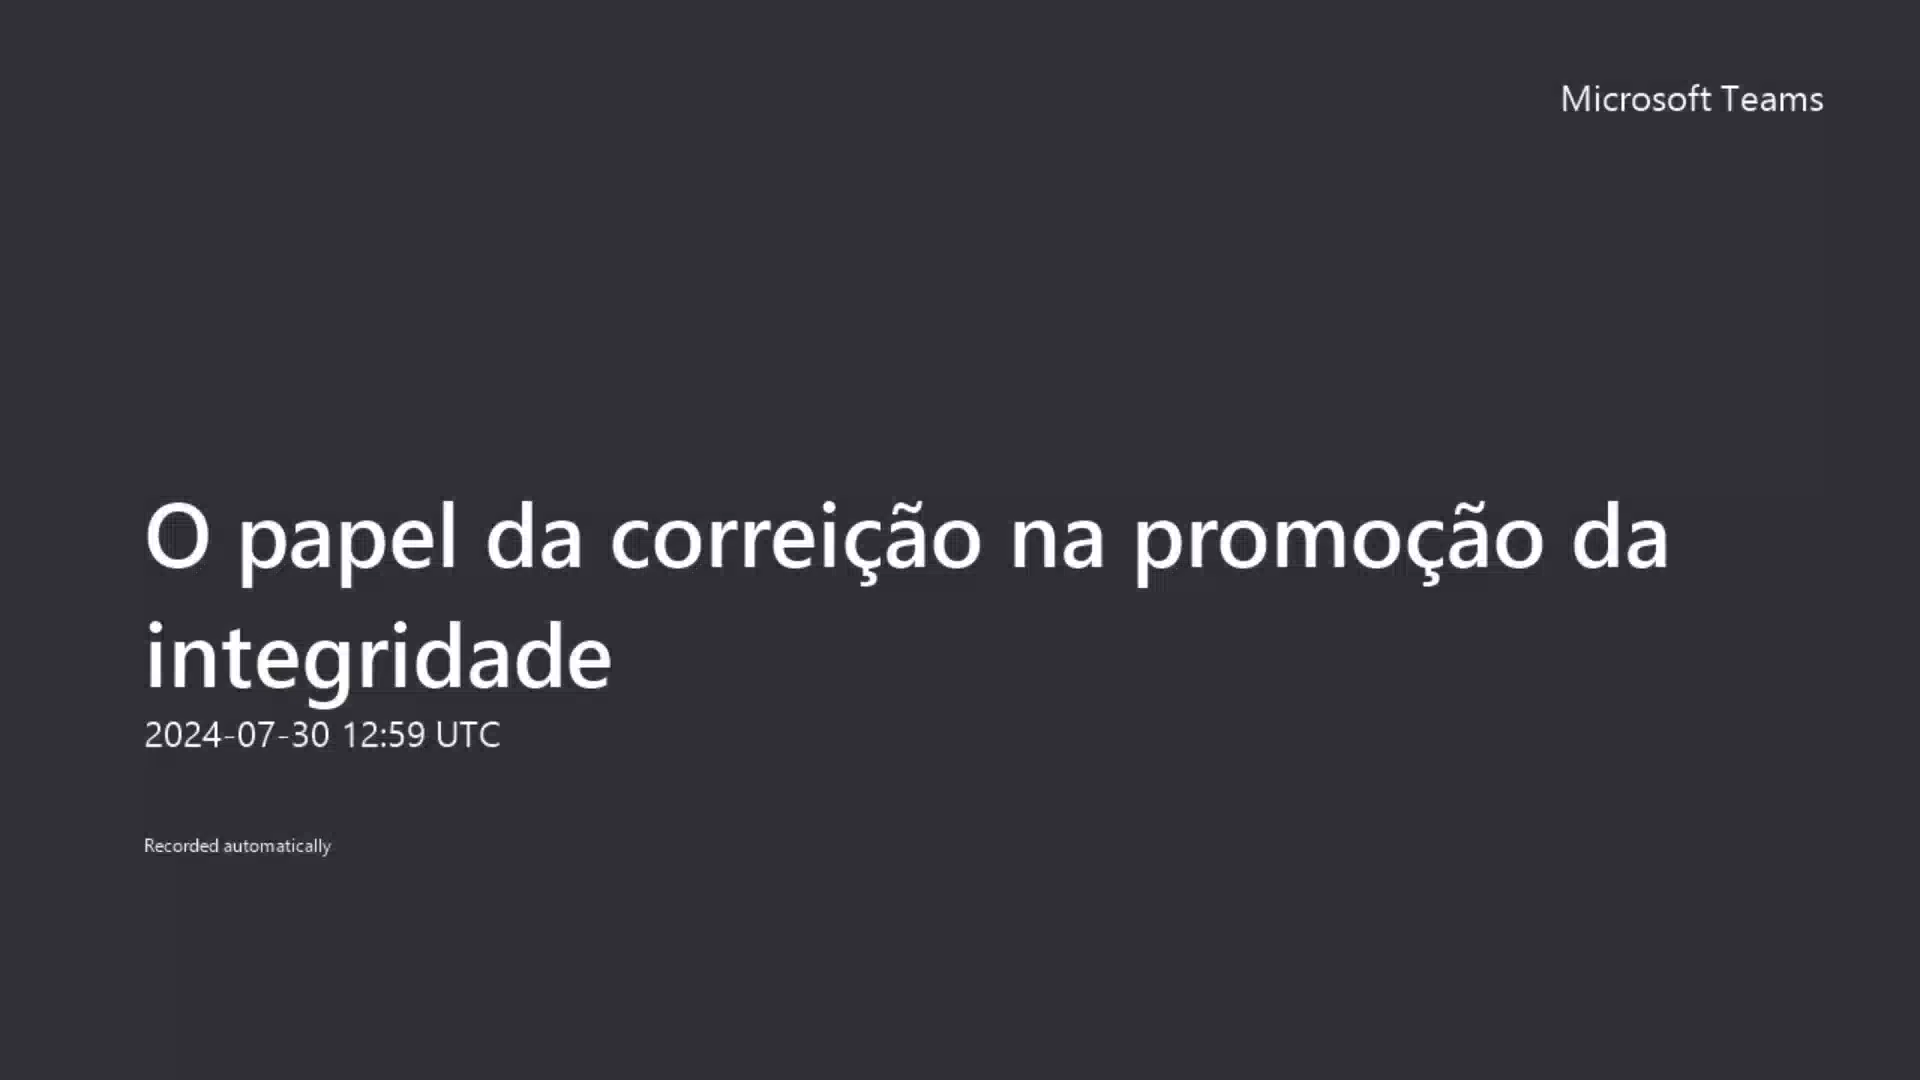 Microsoft Teams
O papel da correição na promoção da
integridade
2024-07-30 12:59 UTC
Recorded automatically